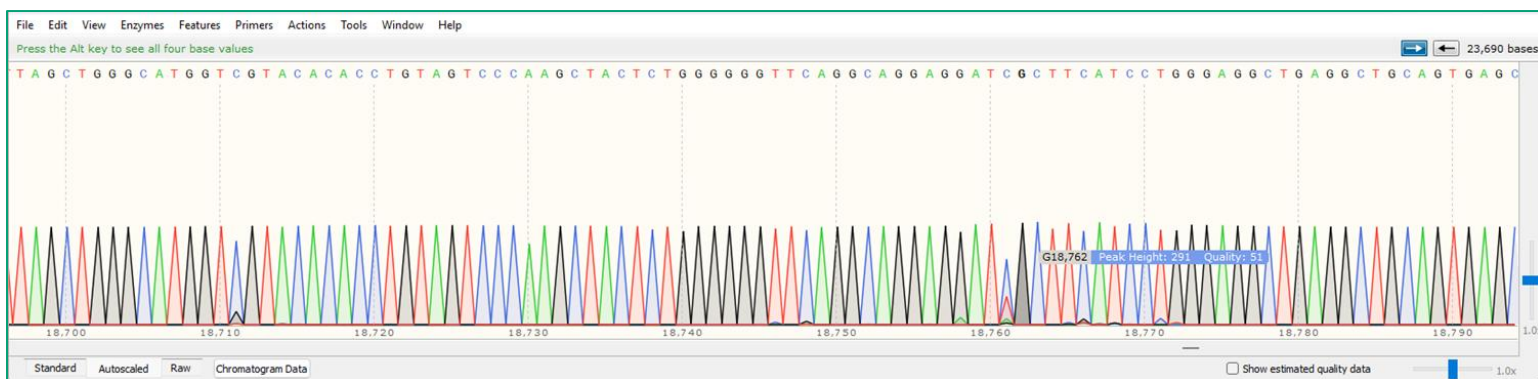 File Edit View Enzymes Features Primers Actions Tools Window Help
Press the Alt key to see all four base values 23,690 bases
T A G C T G G G C A T G G T C G T A C A C A C C T G T A G T C C C A A G C T A C T C T G G G G G G T T C A G G C A G G A G G A T C G C T T C A T C C T G G G A G G C T G A G G C T G C A G T G A G C
G18,762 Peak Height: 291 Quality: 51
18,700 18,710 18,720 18,730 18,740 18,750 18,760 18,770 18,780 18,790 1.0
Standard Autoscaled Raw Chromatogram Data Show estimated quality data 1.0x